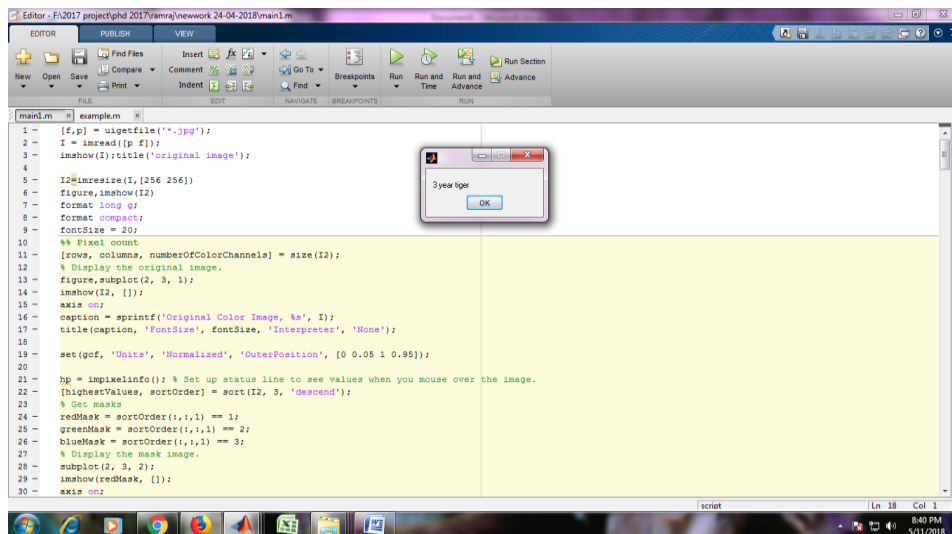 Editor - F:\2017 project\phd 2017\ramraj\newwork 24-04-2018\main1.m
EDITOR PUBLISH VIEW
New Open Save Find Files Compare Print
Insert fx Comment Indent
Go To Find
Breakpoints Run Run and Time Run and Advance Run Section Advance
FILE EDIT NAVIGATE BREAKPOINTS RUN
main1.m × example.m ×
1 - [f,p] = uigetfile('*.jpg');
2 - I = imread([p f]);
3 - imshow(I);title('original image');
4
5 - I2=imresize(I,[256 256])
6 - figure,imshow(I2)
7 - format long g;
8 - format compact;
9 - fontSize = 20;
10 %% Pixel count
11 - [rows, columns, numberOfColorChannels] = size(I2);
12 % Display the original image.
13 - figure,subplot(2, 3, 1);
14 - imshow(I2, []);
15 - axis on;
16 - caption = sprintf('Original Color Image, %s', I);
17 - title(caption, 'FontSize', fontSize, 'Interpreter', 'None');
18
19 - set(gcf, 'Units', 'Normalized', 'OuterPosition', [0 0.05 1 0.95]);
20
21 - hp = impixelinfo(); % Set up status line to see values when you mouse over the image.
22 - [highestValues, sortOrder] = sort(I2, 3, 'descend');
23 % Get masks
24 - redMask = sortOrder(:,:,1) == 1;
25 - greenMask = sortOrder(:,:,1) == 2;
26 - blueMask = sortOrder(:,:,1) == 3;
27 % Display the mask image.
28 - subplot(2, 3, 2);
29 - imshow(redMask, []);
30 - axis on;
3 year tiger
OK
script Ln 18 Col 1
8:40 PM
5/11/2018